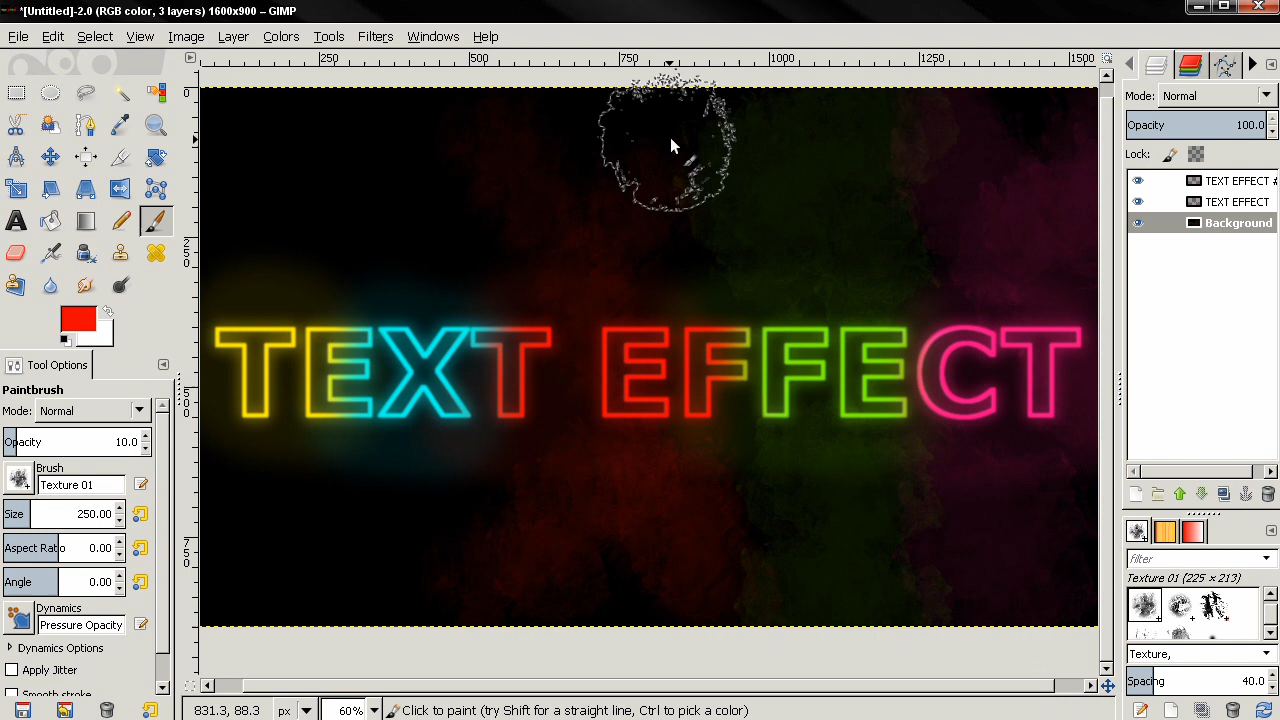 *[Untitled]-2.0 (RGB color, 3 layers) 1600x900 – GIMP
File Edit Select View Image Layer Colors Tools Filters Windows Help
250 500 750 1000 1250 1500
Mode: Normal
Opacity 100.0
Lock:
TEXT EFFECT #
TEXT EFFECT
Background
0
250
500
750
TEXT EFFECT
Tool Options
Paintbrush
Mode: Normal
Opacity 10.0
Brush
Texture 01
Size 250.00
Aspect Ratio 0.00
Angle 0.00
Dynamics
Pressure Opacity
Dynamics Options
Apply Jitter
Smooth stroke
filter
Texture 01 (225 × 213)
Texture,
Spacing 40.0
831.3, 88.3 px 60% Click to paint (try Shift for a straight line, Ctrl to pick a color)